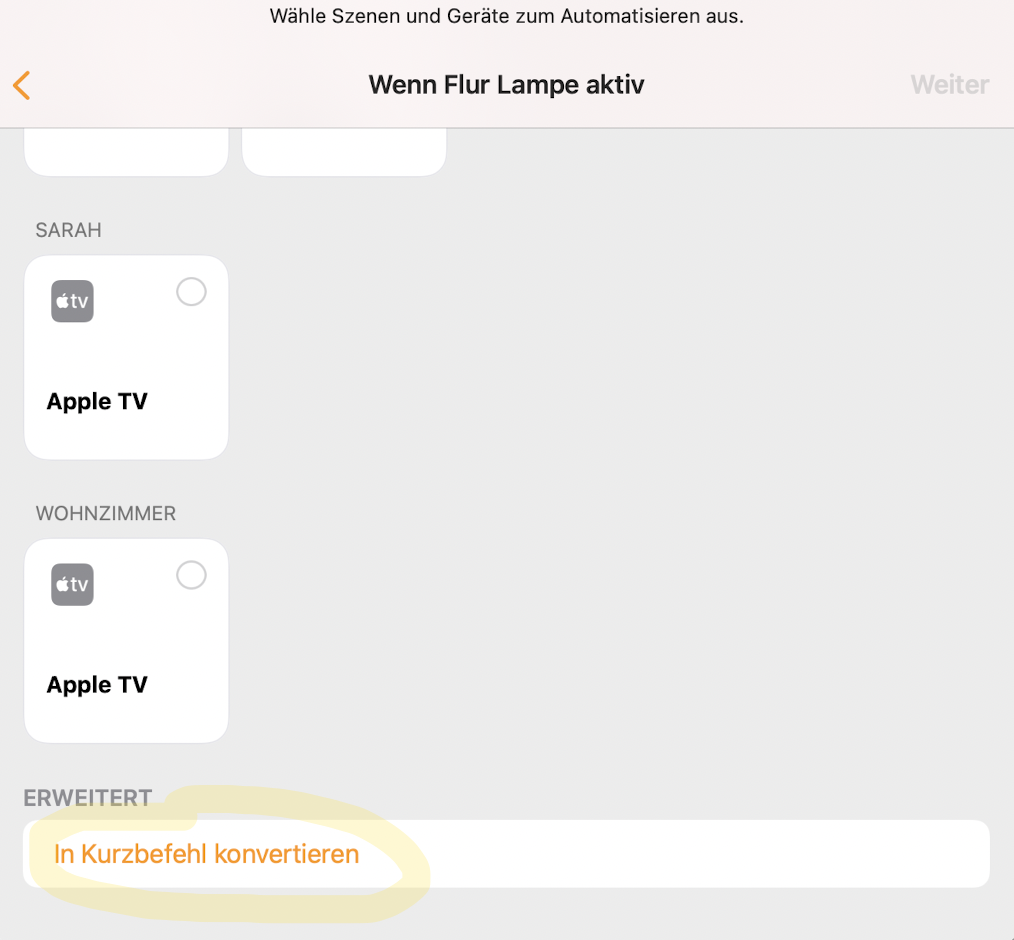 Wähle Szenen und Geräte zum Automatisieren aus.
Wenn Flur Lampe aktiv
Weiter
SARAH
tv
Apple TV
WOHNZIMMER
tv
Apple TV
ERWEITERT
In Kurzbefehl konvertieren